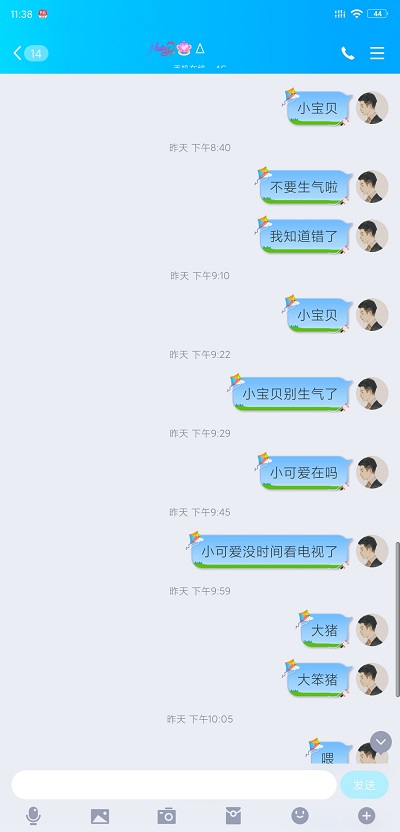 11:38
44
14
小宝贝
昨天 下午8:40
不要生气啦
我知道错了
昨天 下午9:10
小宝贝
昨天 下午9:22
小宝贝别生气了
昨天 下午9:29
小可爱在吗
昨天 下午9:45
小可爱没时间看电视了
昨天 下午9:59
大猪
大笨猪
昨天 下午10:05
喂
发送